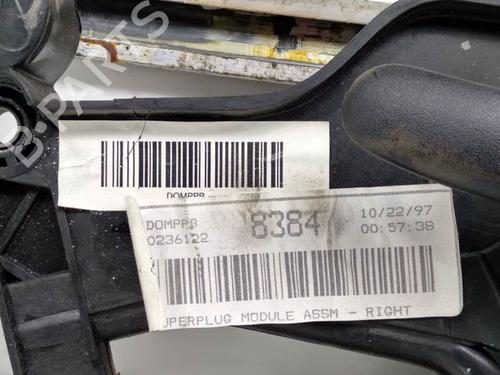 B-PARTS
DOMPPB
DOMPPB
0236122
8384
10/22/97
00:57:38
UPERPLUG MODULE ASSM - RIGHT